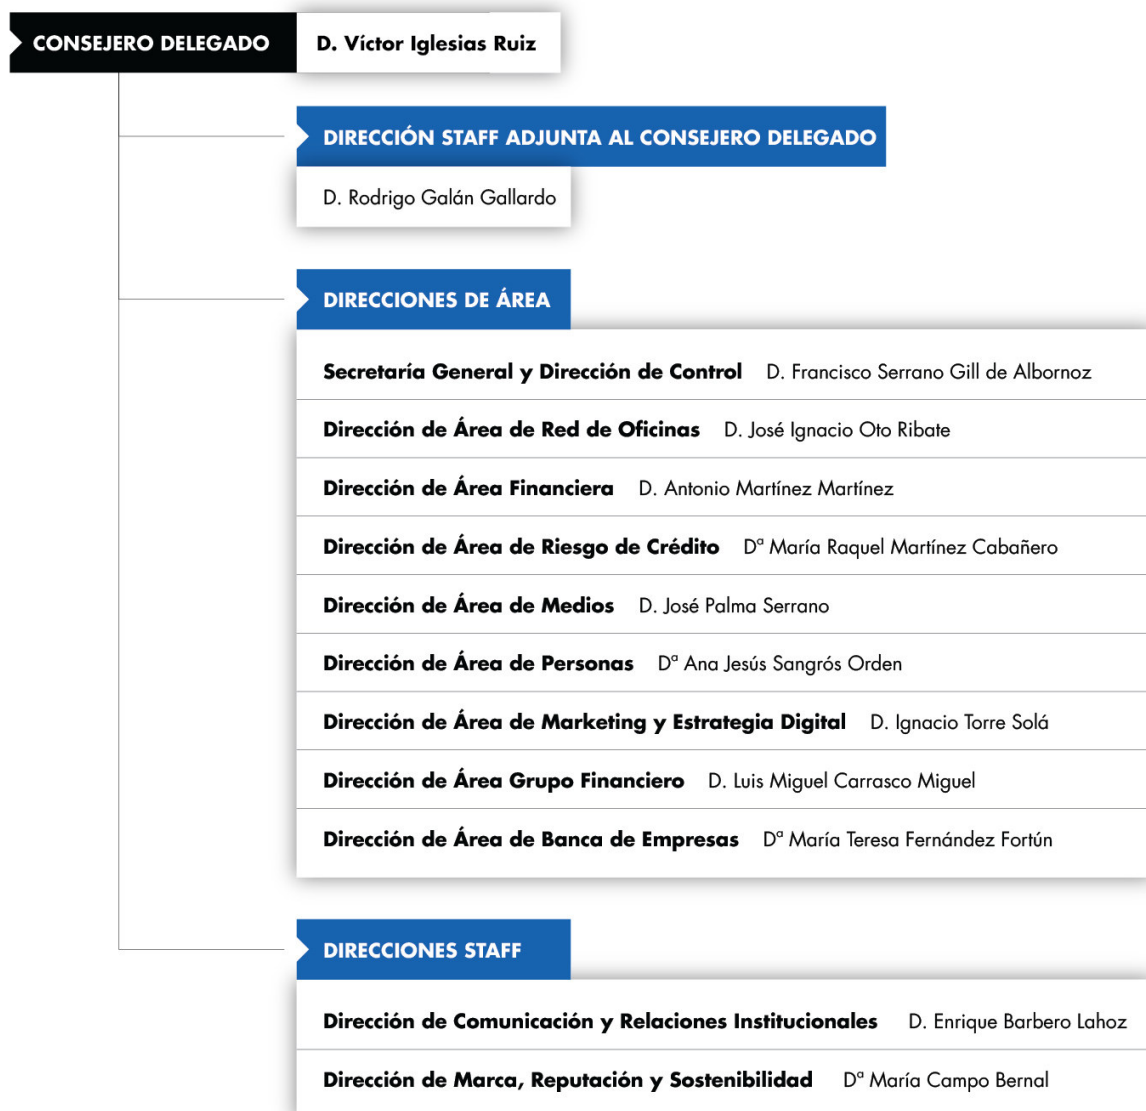 CONSEJERO DELEGADO D. Víctor Iglesias Ruiz
DIRECCIÓN STAFF ADJUNTA AL CONSEJERO DELEGADO
D. Rodrigo Galán Gallardo
DIRECCIONES DE ÁREA
Secretaría General y Dirección de Control D. Francisco Serrano Gill de Albornoz
Dirección de Área de Red de Oficinas D. José Ignacio Oto Ribate
Dirección de Área Financiera D. Antonio Martínez Martínez
Dirección de Área de Riesgo de Crédito Dª María Raquel Martínez Cabañero
Dirección de Área de Medios D. José Palma Serrano
Dirección de Área de Personas Dª Ana Jesús Sangrós Orden
Dirección de Área de Marketing y Estrategia Digital D. Ignacio Torre Solá
Dirección de Área Grupo Financiero D. Luis Miguel Carrasco Miguel
Dirección de Área de Banca de Empresas Dª María Teresa Fernández Fortún
DIRECCIONES STAFF
Dirección de Comunicación y Relaciones Institucionales D. Enrique Barbero Lahoz
Dirección de Marca, Reputación y Sostenibilidad Dª María Campo Bernal